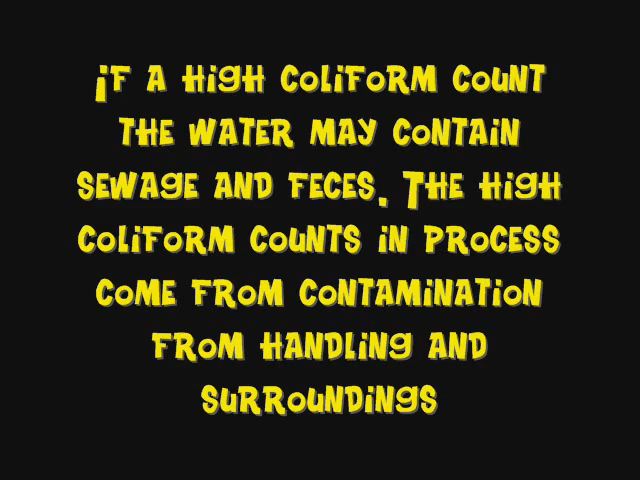 If a high coliform count
the water may contain
sewage and feces. The high
coliform counts in process
come from contamination
from handling and
surroundings